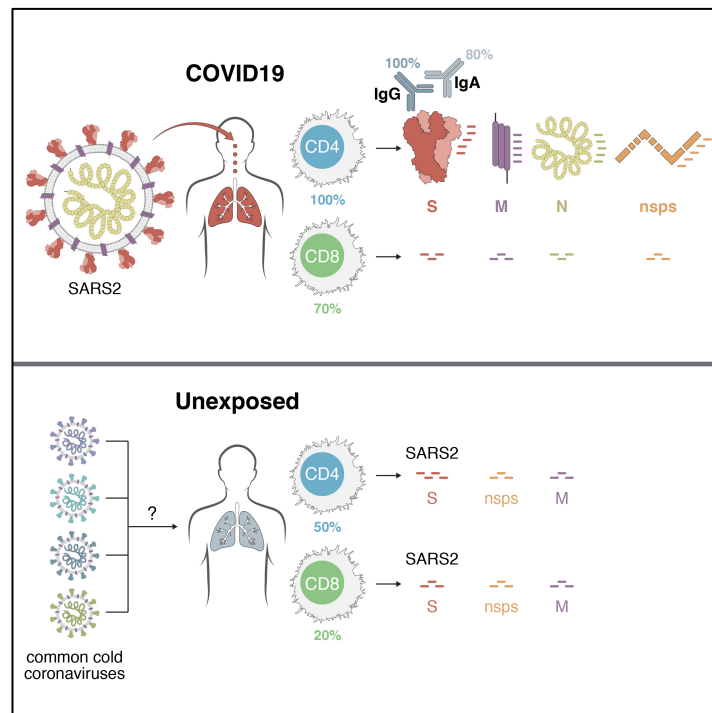 COVID19
100%
80%
IgG
IgA
CD4
100%
S
M
N
nsps
CD8
70%
SARS2
Unexposed
?
CD4
50%
SARS2
S
nsps
M
CD8
20%
SARS2
S
nsps
M
common cold
coronaviruses